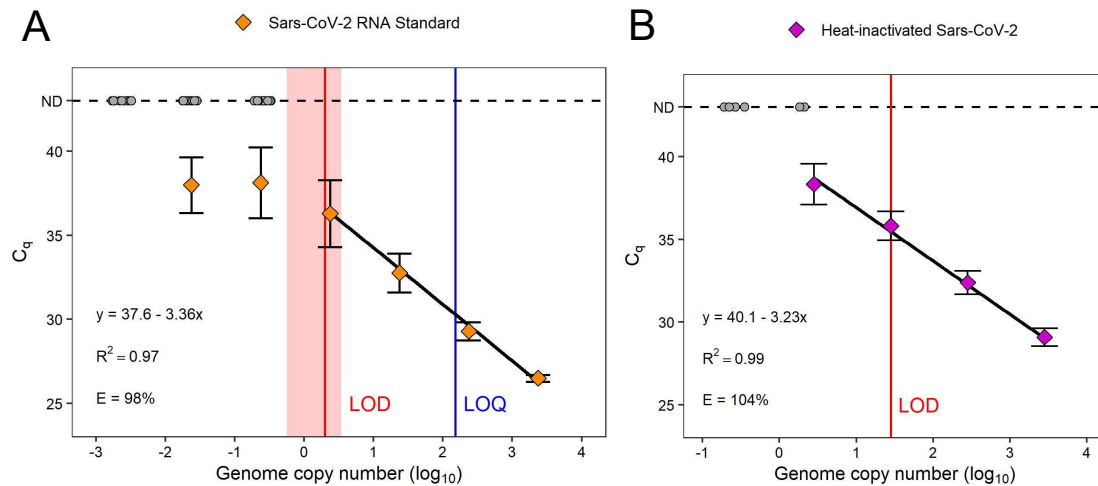 A
Sars-CoV-2 RNA Standard
ND
40
35
30
25
Cq
y = 37.6 - 3.36x
R² = 0.97
E = 98%
LOD
LOQ
-3 -2 -1 0 1 2 3 4
Genome copy number (log₁₀)
B
Heat-inactivated Sars-CoV-2
ND
40
35
30
25
Cq
y = 40.1 - 3.23x
R² = 0.99
E = 104%
LOD
-1 0 1 2 3 4
Genome copy number (log₁₀)